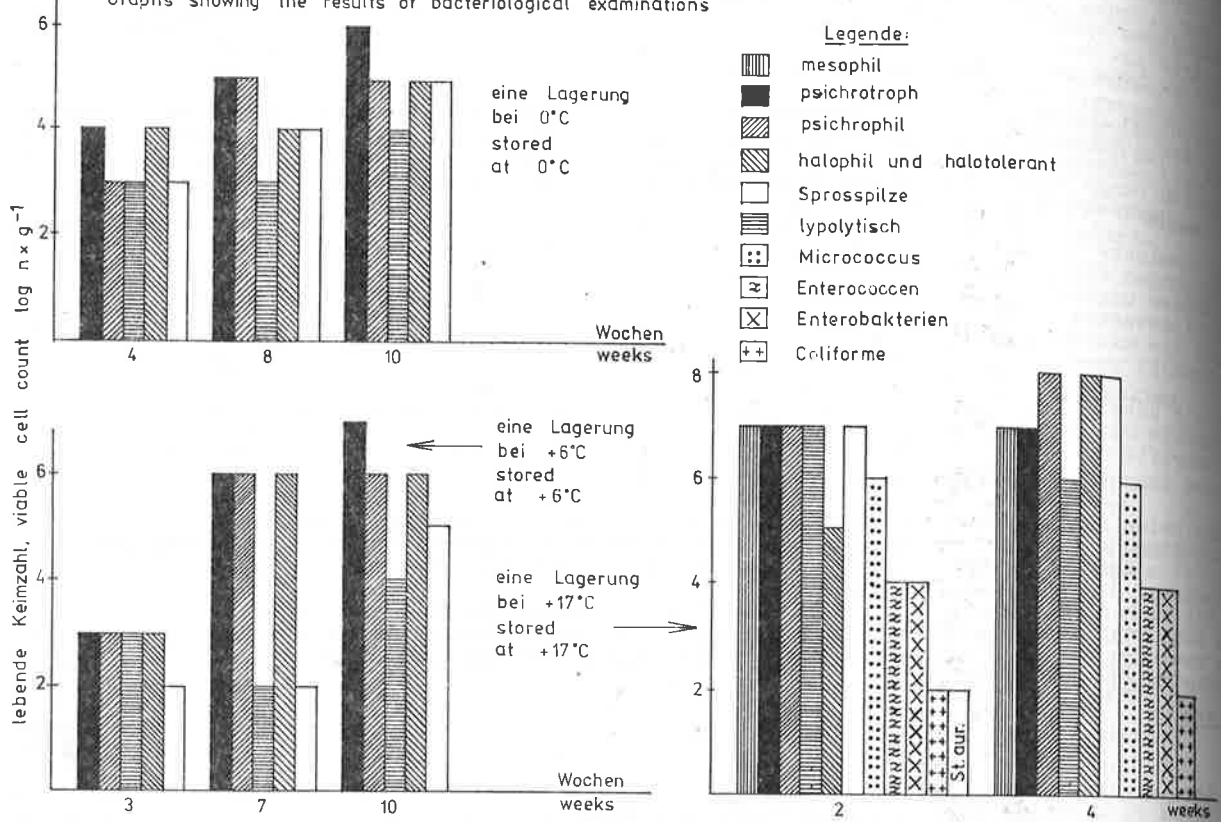 Graphs showing the results of bacteriological examinations
lebende Keimzahl, viable cell count log n × g⁻¹
6
4
2
eine Lagerung
bei 0°C
stored
at 0°C
4
8
10
Wochen
weeks
Legende:
mesophil
psichrotroph
psichrophil
halophil und halotolerant
Sprosspilze
lypolytisch
Micrococcus
Enterococcen
Enterobakterien
Coliforme
6
4
2
eine Lagerung
bei +6°C
stored
at +6°C
eine Lagerung
bei +17°C
stored
at +17°C
3
7
10
Wochen
weeks
8
6
4
2
St. aur.
2
4
weeks